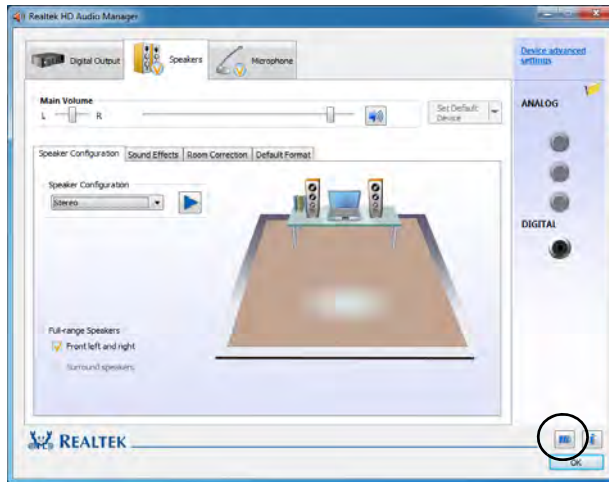 Realtek HD Audio Manager
Digital Output
Speakers
Microphone
Device advanced
settings
Main Volume
L
R
Set Default
Device
ANALOG
Speaker Configuration
Sound Effects
Room Correction
Default Format
Speaker Configuration
Stereo
DIGITAL
Full-range Speakers
Front left and right
Surround speakers
REALTEK
OK